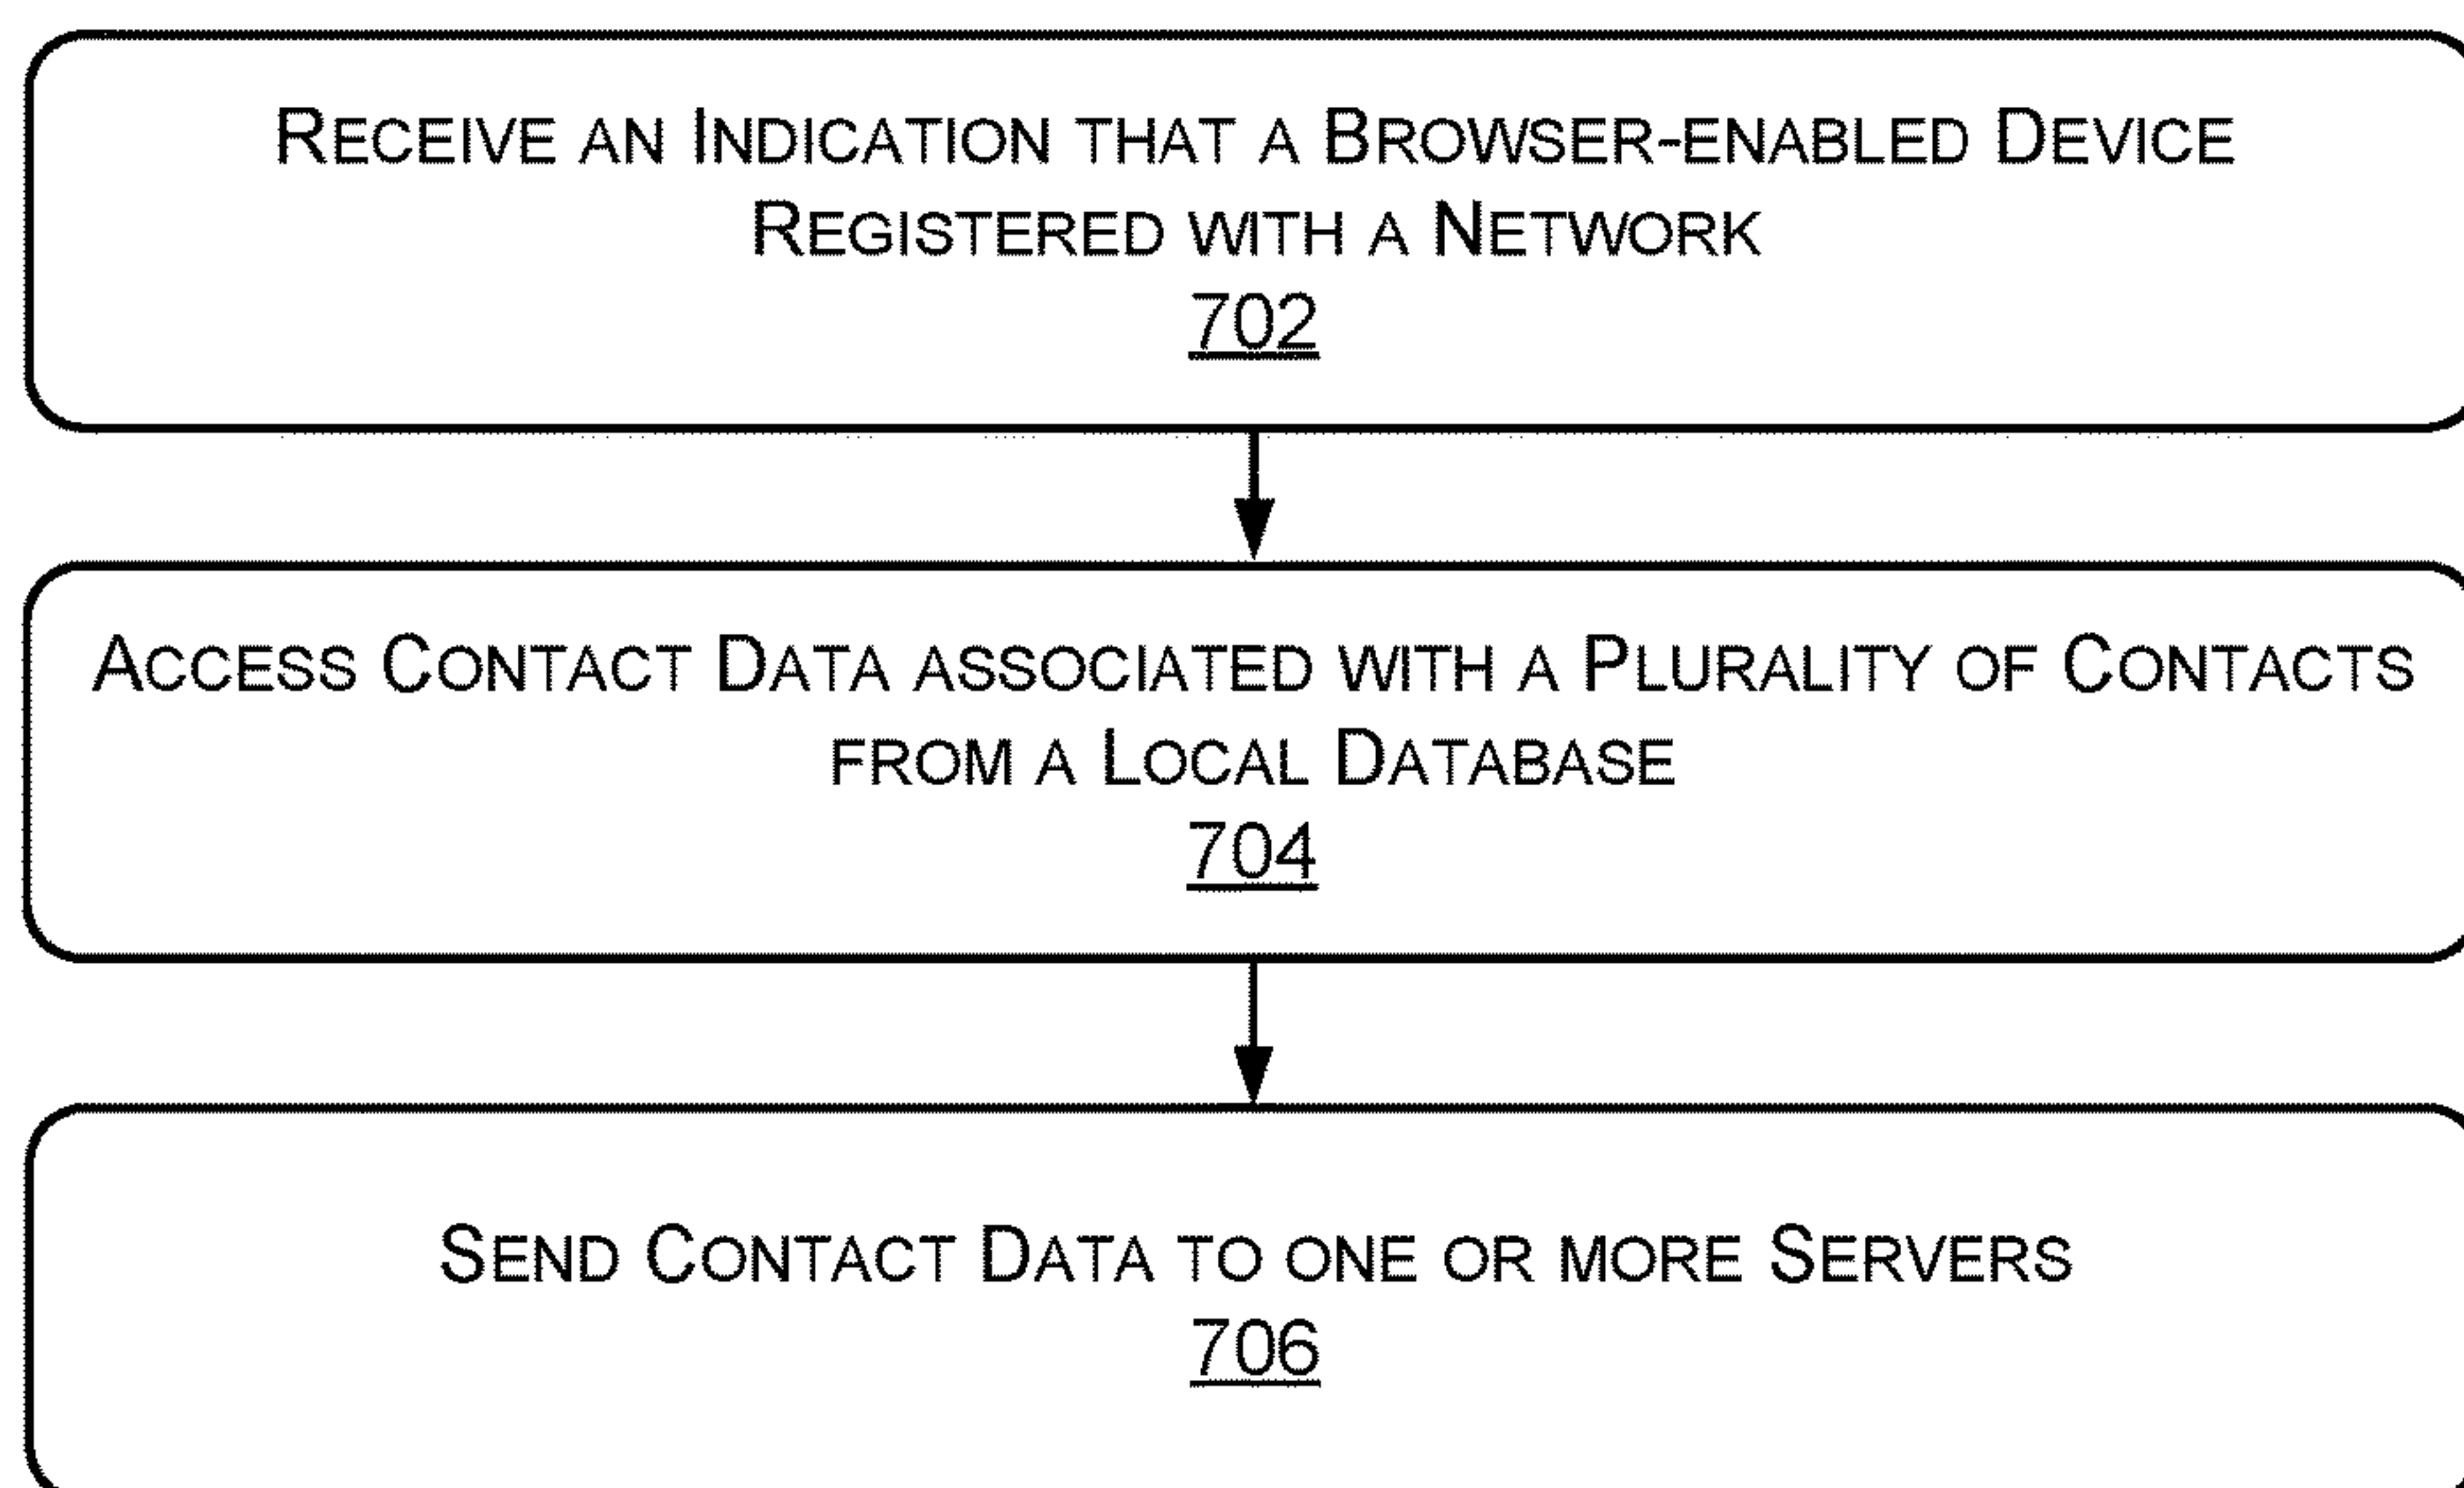 RECEIVE AN INDICATION THAT A BROWSER-ENABLED DEVICE
REGISTERED WITH A NETWORK
702
ACCESS CONTACT DATA ASSOCIATED WITH A PLURALITY OF CONTACTS
FROM A LOCAL DATABASE
704
SEND CONTACT DATA TO ONE OR MORE SERVERS
706